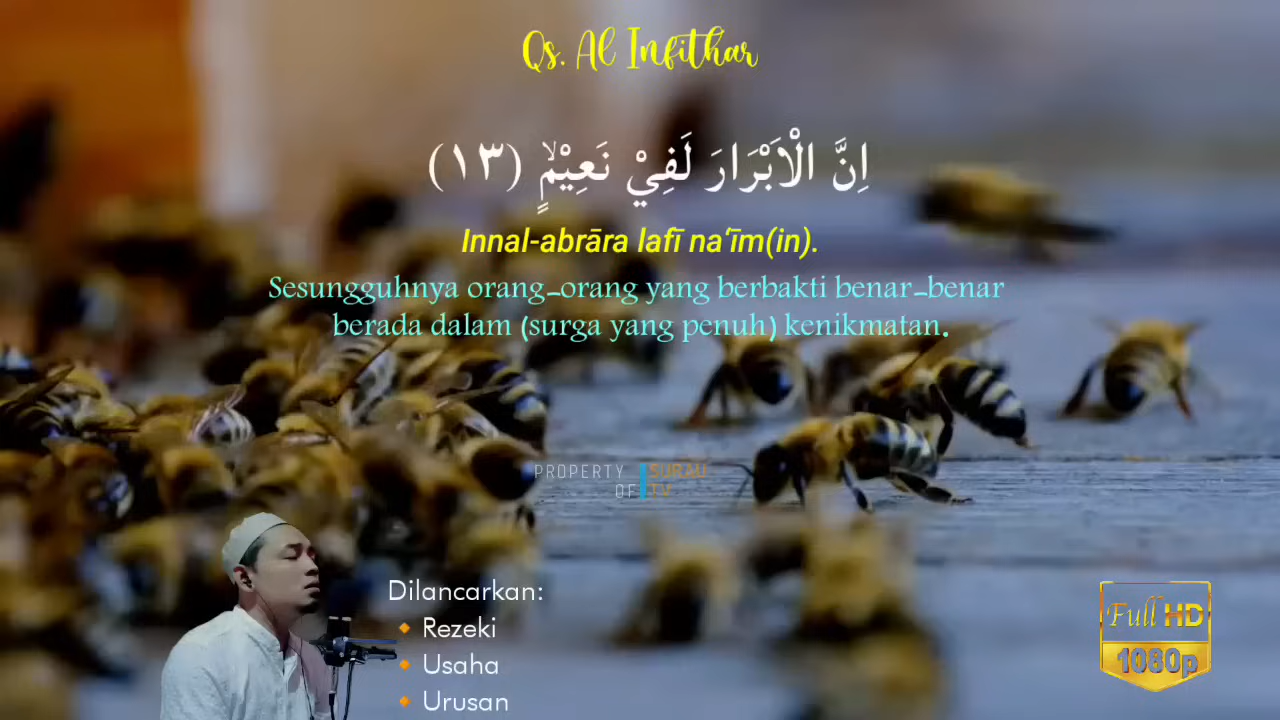 Qs. Al Infithar
اِنَّ الْاَبْرَارَ لَفِيْ نَعِيْمٍۙ (١٣)
Innal-abrāra lafī na‘īm(in).
Sesungguhnya orang-orang yang berbakti benar-benar
berada dalam (surga yang penuh) kenikmatan.
PROPERTY OF SURAU TV
Dilancarkan:
🔸 Rezeki
🔸 Usaha
🔸 Urusan
Full HD
1080p